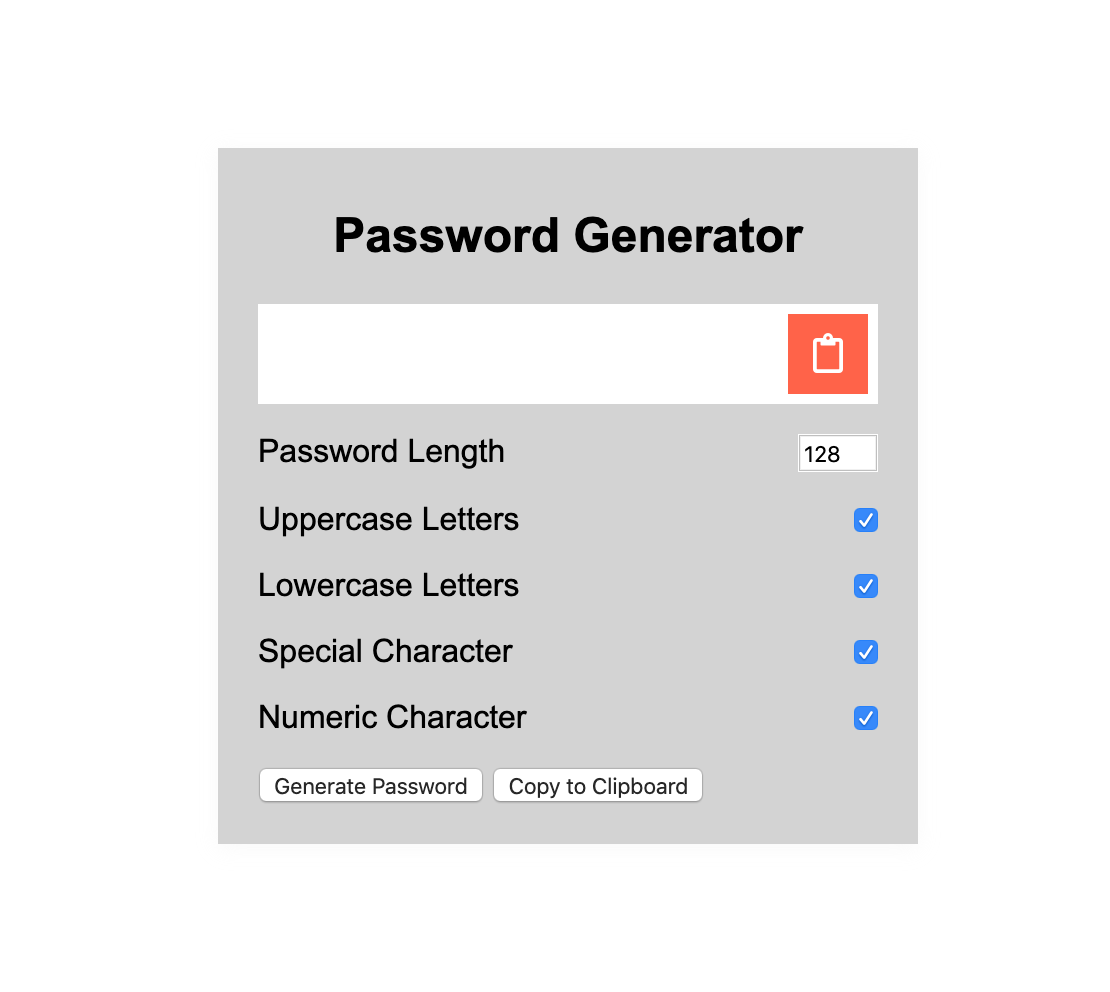 Password Generator
Password Length 128
Uppercase Letters
Lowercase Letters
Special Character
Numeric Character
Generate Password Copy to Clipboard